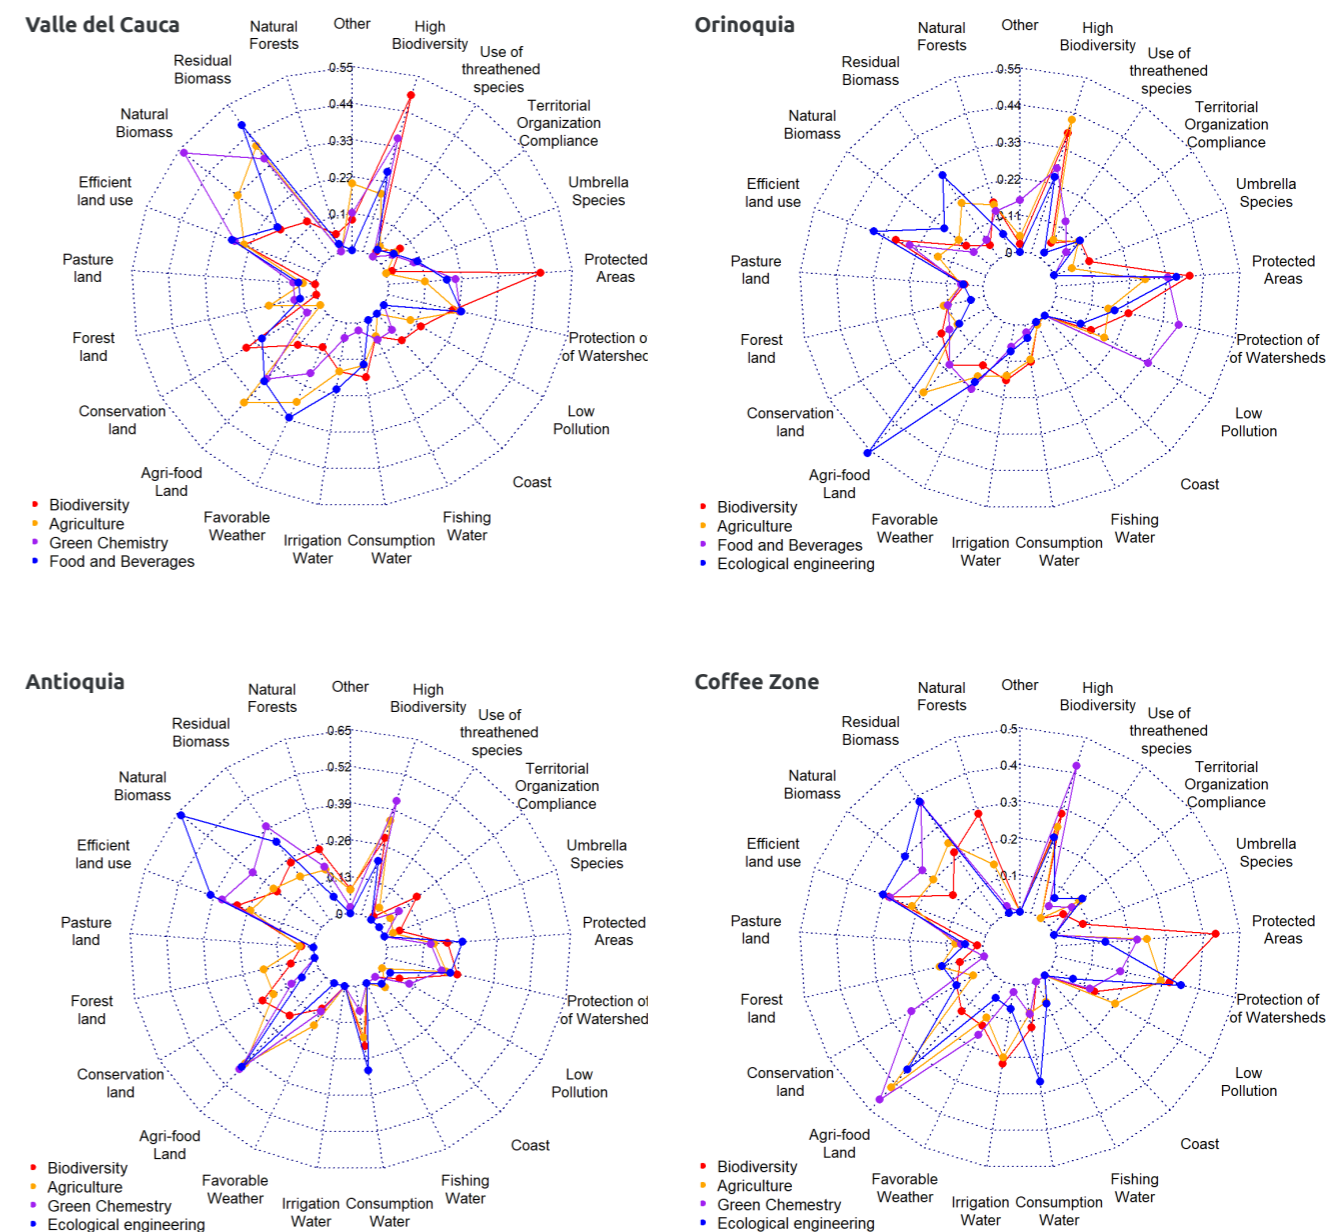 Valle del Cauca
Other
High
Biodiversity
Use of
threathened
species
Territorial
Organization
Compliance
Umbrella
Species
Protected
Areas
Protection o
of Watershec
Low
Pollution
Coast
Fishing
Water
Consumption
Water
Irrigation
Water
Favorable
Weather
Agri-food
Land
Conservation
land
Forest
land
Pasture
land
Efficient
land use
Natural
Biomass
Residual
Biomass
Natural
Forests
0.55
0.44
0.33
0.22
Biodiversity
Agriculture
Green Chemistry
Food and Beverages
Orinoquia
Other
High
Biodiversity
Use of
threathened
species
Territorial
Organization
Compliance
Umbrella
Species
Protected
Areas
Protection of
of Watersheds
Low
Pollution
Coast
Fishing
Water
Consumption
Water
Irrigation
Water
Favorable
Weather
Agri-food
Land
Conservation
land
Forest
land
Pasture
land
Efficient
land use
Natural
Biomass
Residual
Biomass
Natural
Forests
0.55
0.44
0.33
0.22
0.11
0
Biodiversity
Agriculture
Food and Beverages
Ecological engineering
Antioquia
Other
High
Biodiversity
Use of
threathened
species
Territorial
Organization
Compliance
Umbrella
Species
Protected
Areas
Protection of
of Watershed
Low
Pollution
Coast
Fishing
Water
Consumption
Water
Irrigation
Water
Favorable
Weather
Agri-food
Land
Conservation
land
Forest
land
Pasture
land
Efficient
land use
Natural
Biomass
Residual
Biomass
Natural
Forests
0.65
0.52
0.39
0.26
0.13
0
Biodiversity
Agriculture
Green Chemestry
Ecological engineering
Coffee Zone
Other
High
Biodiversity
Use of
threathened
species
Territorial
Organization
Compliance
Umbrella
Species
Protected
Areas
Protection of
of Watersheds
Low
Pollution
Coast
Fishing
Water
Consumption
Water
Irrigation
Water
Favorable
Weather
Agri-food
Land
Conservation
land
Forest
land
Pasture
land
Efficient
land use
Natural
Biomass
Residual
Biomass
Natural
Forests
0.5
0.4
0.3
0.2
0.1
Biodiversity
Agriculture
Green Chemestry
Ecological engineering